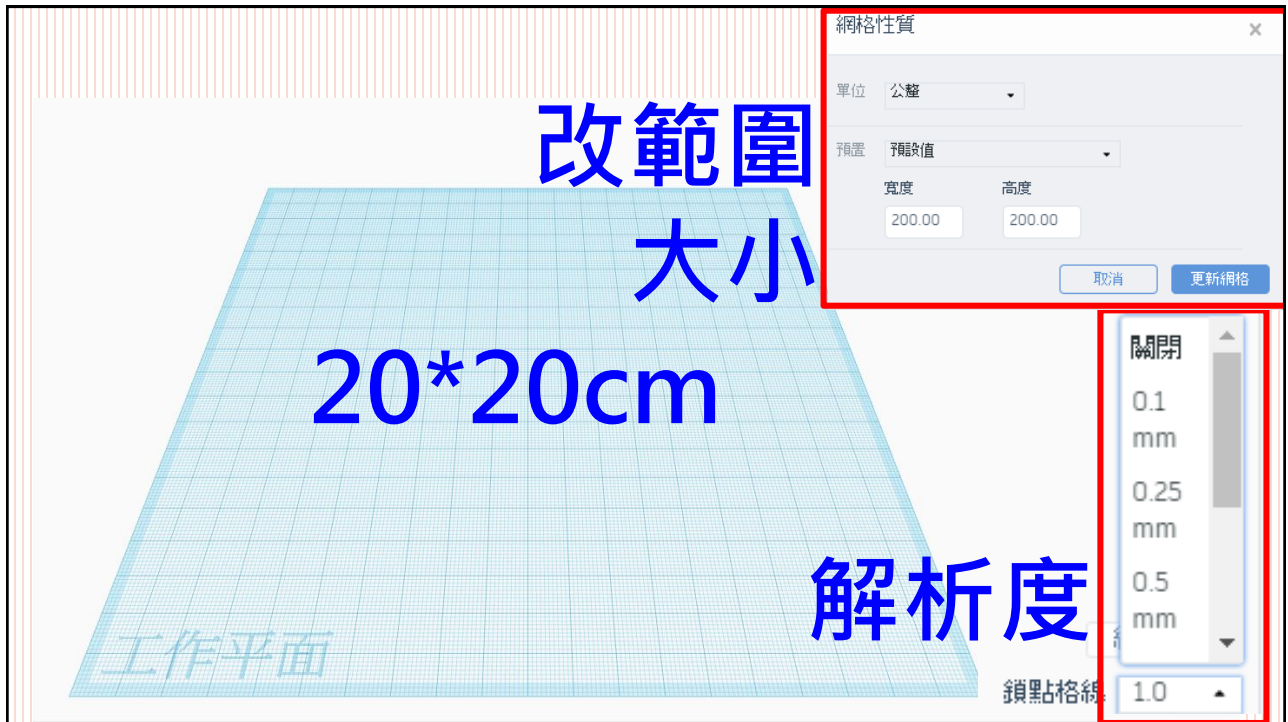 網格性質
×
單位 公釐
預置 預設值
寬度 高度
200.00 200.00
取消 更新網格
改範圍
大小
20*20cm
關閉
0.1
mm
0.25
mm
0.5
mm
解析度
工作平面
鎖點格線 1.0